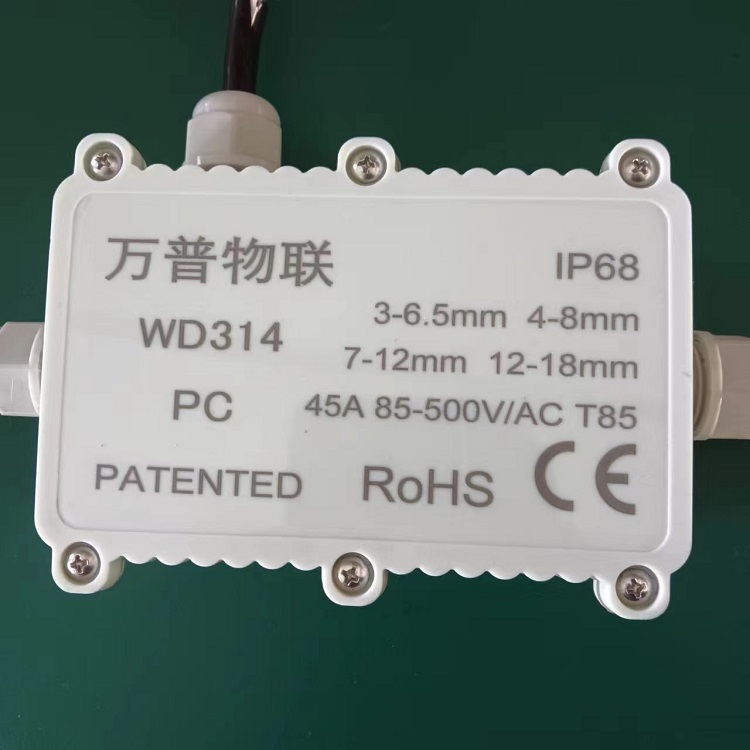 万普物联 IP68
WD314 3-6.5mm 4-8mm
7-12mm 12-18mm
PC 45A 85-500V/AC T85
PATENTED RoHS CE